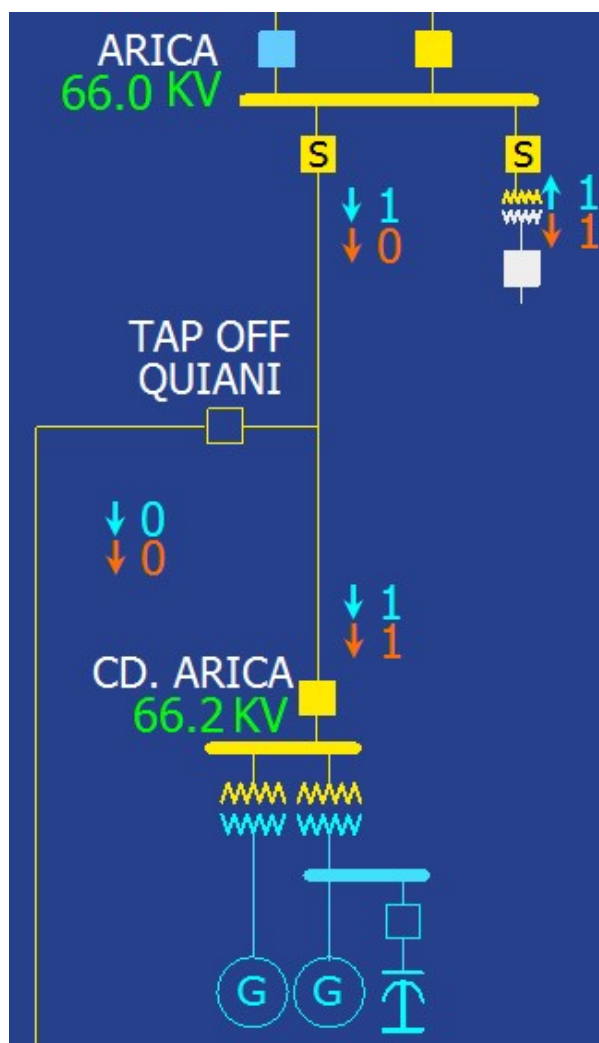 ARICA
66.0 KV
S
S
↓ 1
↓ 0
↑ 1
↓ 1
TAP OFF
QUIANI
↓ 0
↓ 0
↓ 1
↓ 1
CD. ARICA
66.2 KV
G
G